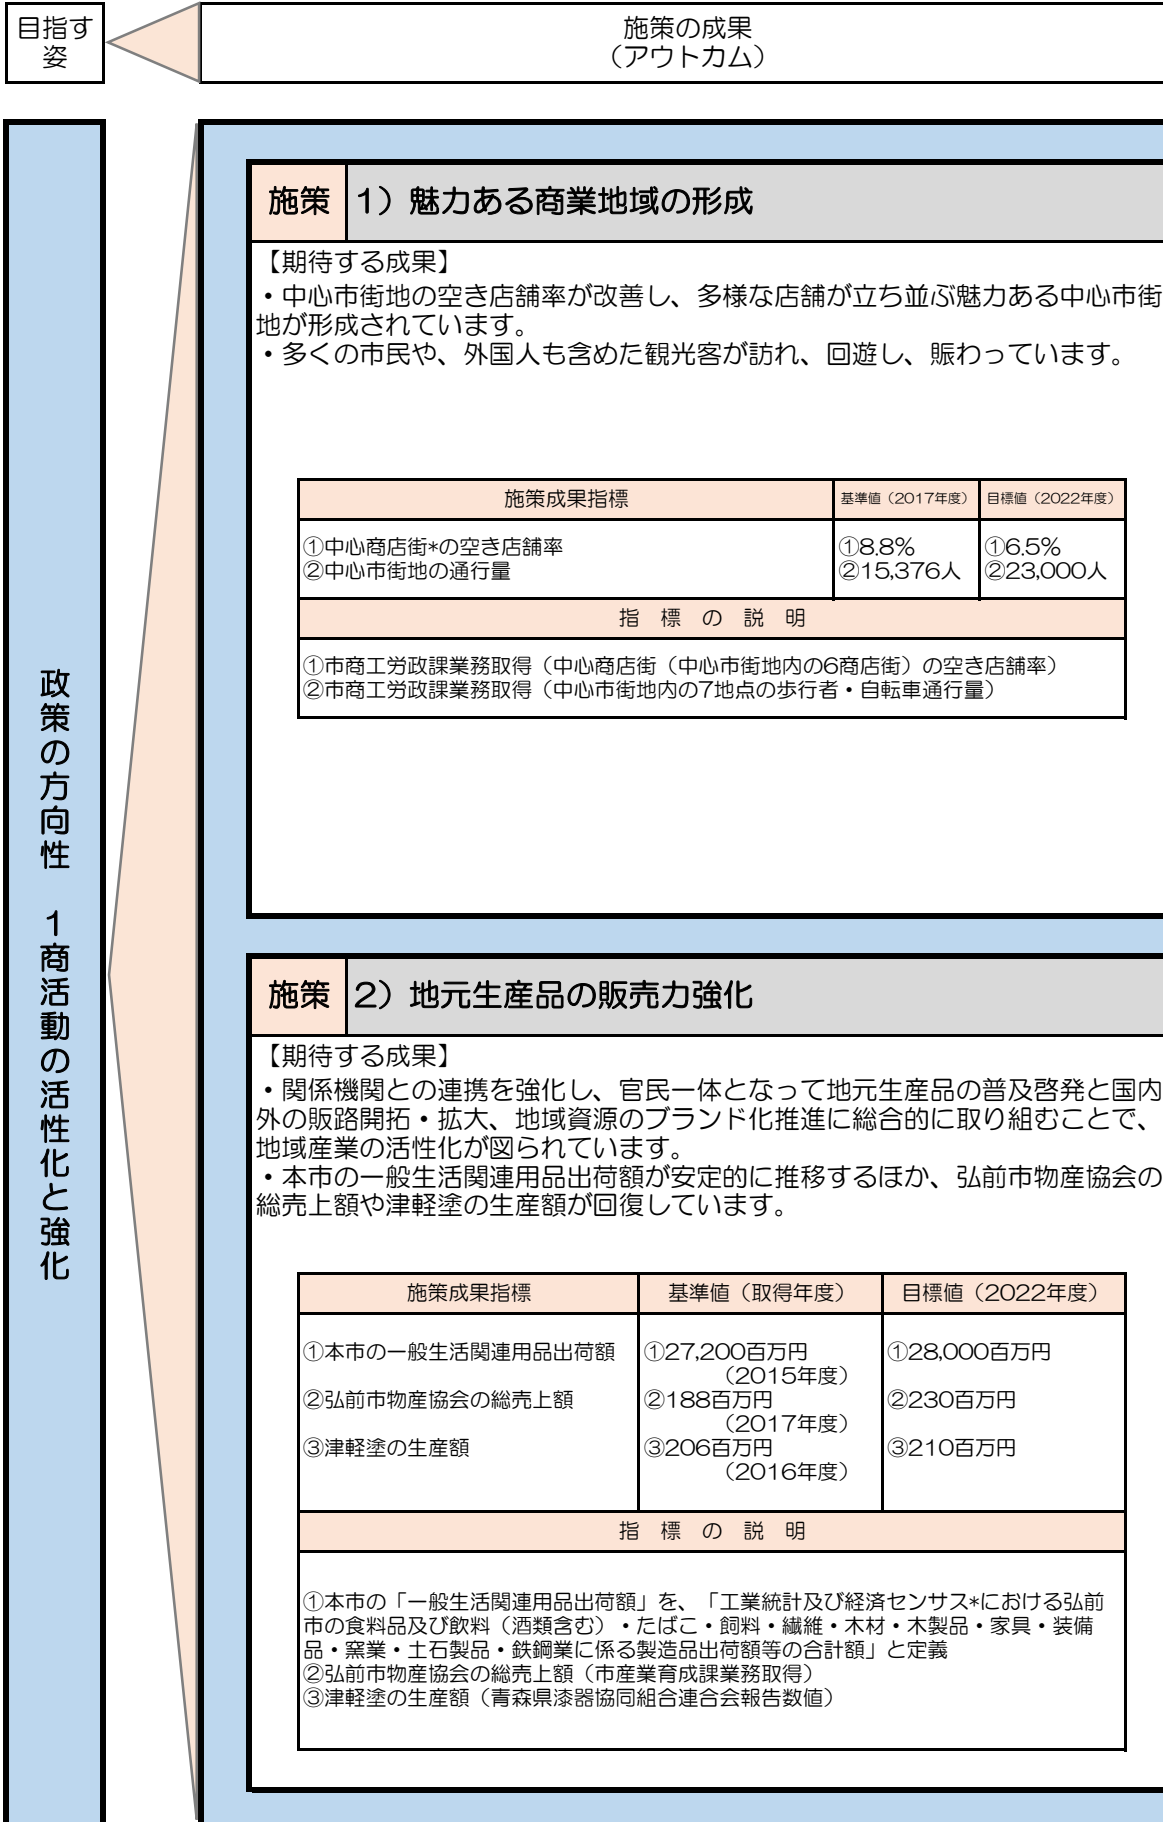 目指す
姿
施策の成果
（アウトカム）
政策の方向性　１商活動の活性化と強化
施策
１）魅力ある商業地域の形成
【期待する成果】
・中心市街地の空き店舗率が改善し、多様な店舗が立ち並ぶ魅力ある中心市街
地が形成されています。
・多くの市民や、外国人も含めた観光客が訪れ、回遊し、賑わっています。
施策成果指標
基準値（2017年度）
目標値（2022年度）
①中心商店街*の空き店舗率
②中心市街地の通行量
①8.8%
②15,376人
①6.5%
②23,000人
指　標　の　説　明
①市商工労政課業務取得（中心商店街（中心市街地内の6商店街）の空き店舗率）
②市商工労政課業務取得（中心市街地内の7地点の歩行者・自転車通行量）
施策
２）地元生産品の販売力強化
【期待する成果】
・関係機関との連携を強化し、官民一体となって地元生産品の普及啓発と国内
外の販路開拓・拡大、地域資源のブランド化推進に総合的に取り組むことで、
地域産業の活性化が図られています。
・本市の一般生活関連用品出荷額が安定的に推移するほか、弘前市物産協会の
総売上額や津軽塗の生産額が回復しています。
施策成果指標
基準値（取得年度）
目標値（2022年度）
①本市の一般生活関連用品出荷額
②弘前市物産協会の総売上額
③津軽塗の生産額
①27,200百万円
（2015年度）
②188百万円
（2017年度）
③206百万円
（2016年度）
①28,000百万円
②230百万円
③210百万円
指　標　の　説　明
①本市の「一般生活関連用品出荷額」を、「工業統計及び経済センサス*における弘前
市の食料品及び飲料（酒類含む）・たばこ・飼料・繊維・木材・木製品・家具・装備
品・窯業・土石製品・鉄鋼業に係る製造品出荷額等の合計額」と定義
②弘前市物産協会の総売上額（市産業育成課業務取得）
③津軽塗の生産額（青森県漆器協同組合連合会報告数値）